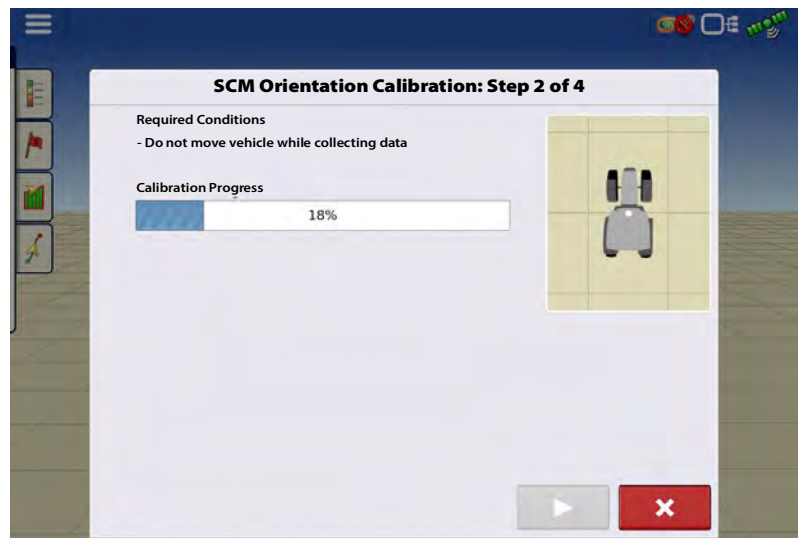 SCM Orientation Calibration: Step 2 of 4
Required Conditions
- Do not move vehicle while collecting data
Calibration Progress
18%